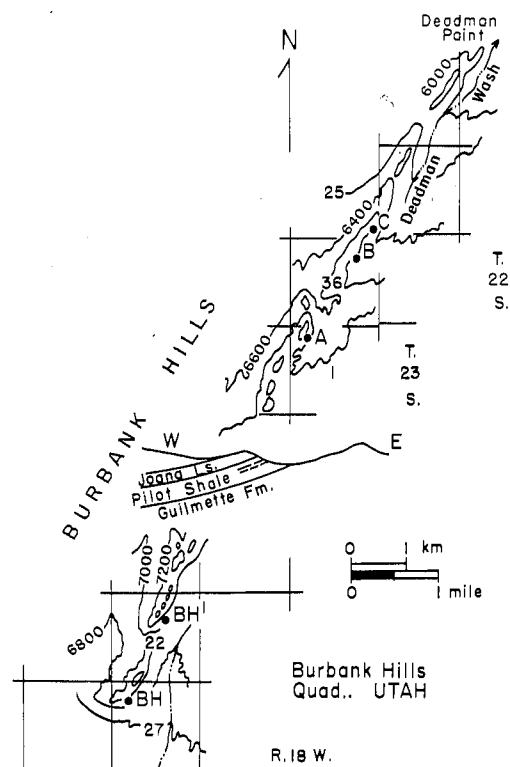 Deadman
Point
N
6000
Wash
25
Deadman
6400
C
B
36
T.
22
S.
A
6600
1
T.
23
S.
BURBANK HILLS
W
E
Joana Ls.
Pilot Shale
Guilmette Fm.
7000
7200
0 1 km
0 1 mile
BH'
6800
22
BH
27
Burbank Hills
Quad.. UTAH
R.18 W.